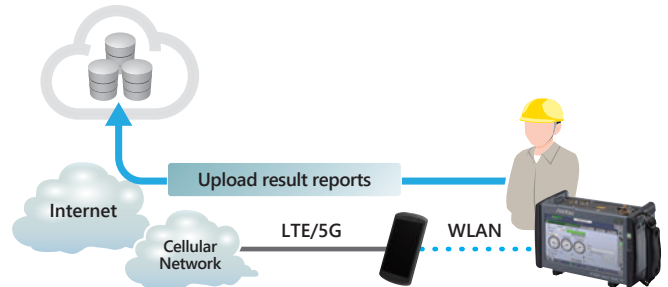 Upload result reports
Internet
LTE/5G
WLAN
Cellular
Network